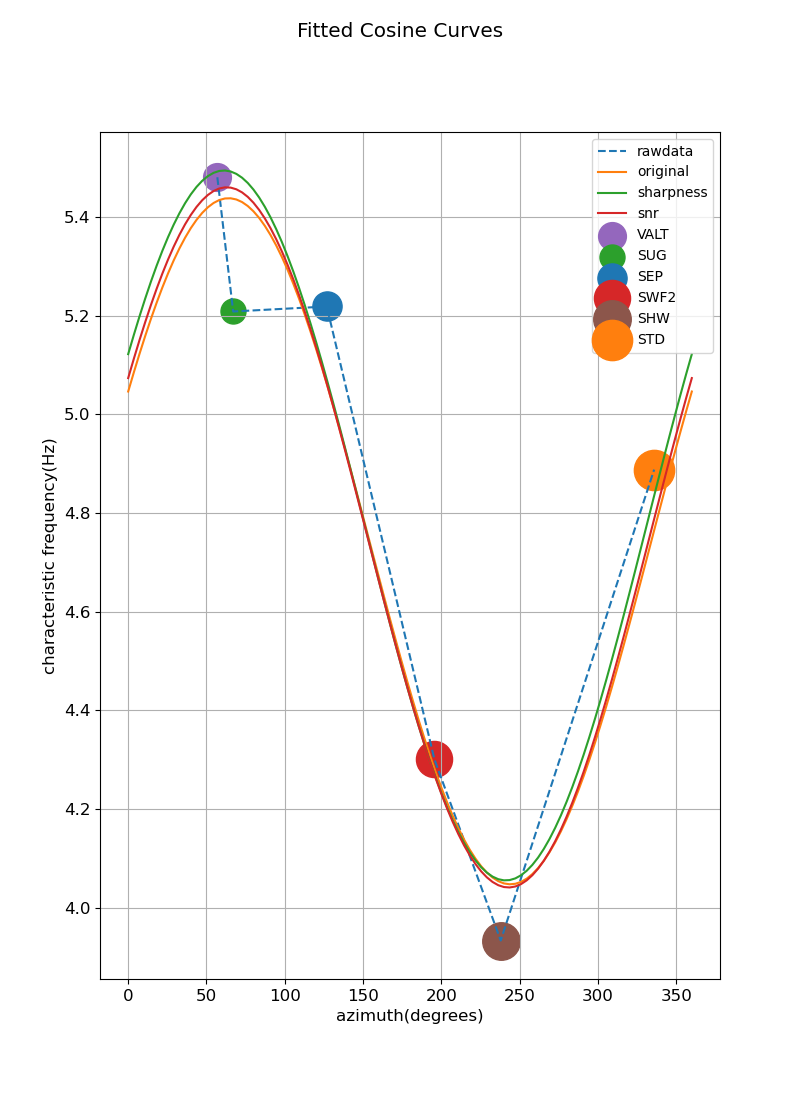 Fitted Cosine Curves
rawdata
original
sharpness
snr
VALT
SUG
SEP
SWF2
SHW
STD
characteristic frequency(Hz)
5.4
5.2
5.0
4.8
4.6
4.4
4.2
4.0
0 50 100 150 200 250 300 350
azimuth(degrees)